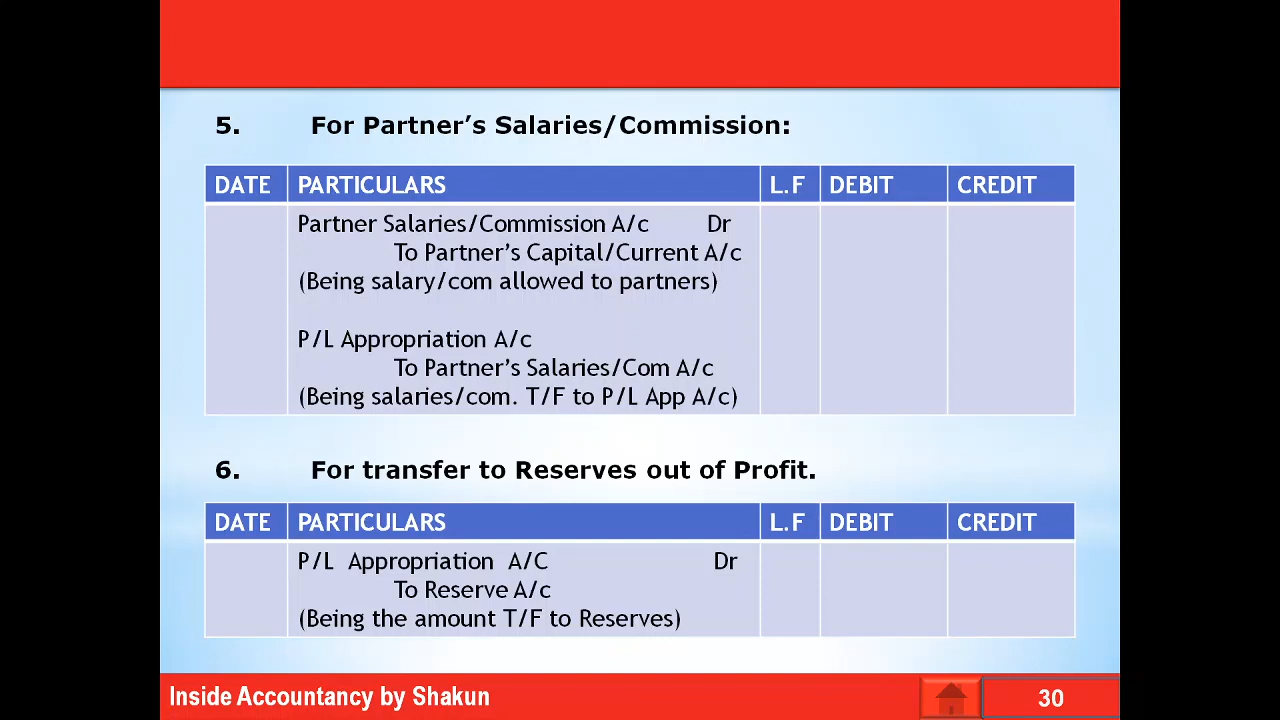 5. For Partner’s Salaries/Commission:
DATE PARTICULARS L.F DEBIT CREDIT
Partner Salaries/Commission A/c Dr
To Partner’s Capital/Current A/c
(Being salary/com allowed to partners)
P/L Appropriation A/c
To Partner’s Salaries/Com A/c
(Being salaries/com. T/F to P/L App A/c)
6. For transfer to Reserves out of Profit.
DATE PARTICULARS L.F DEBIT CREDIT
P/L Appropriation A/C Dr
To Reserve A/c
(Being the amount T/F to Reserves)
Inside Accountancy by Shakun 30